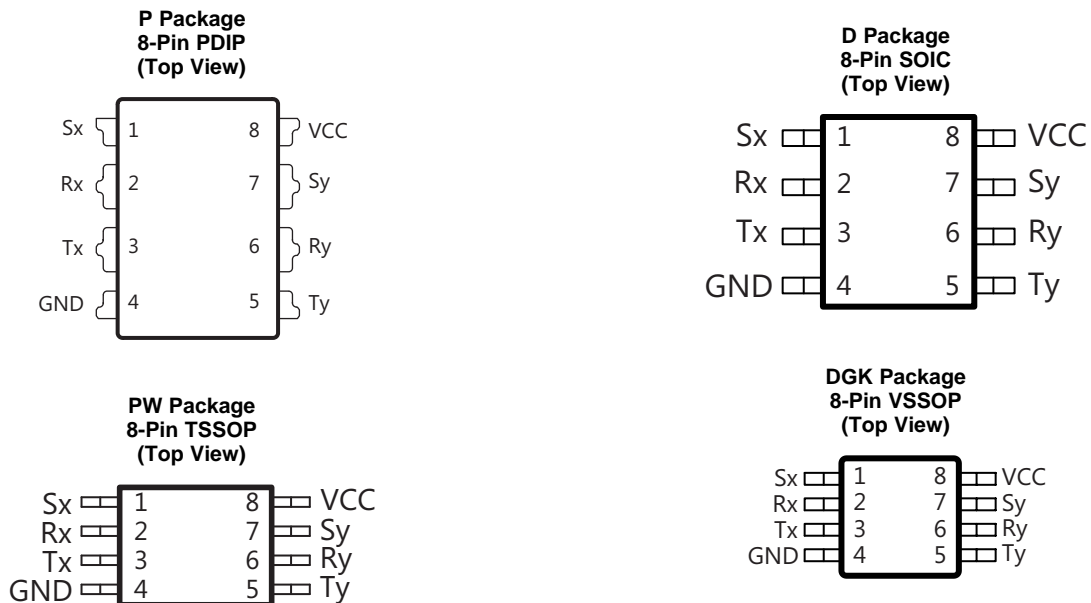 P Package
8-Pin PDIP
(Top View)
Sx 1 8 VCC
Rx 2 7 Sy
Tx 3 6 Ry
GND 4 5 Ty
D Package
8-Pin SOIC
(Top View)
Sx 1 8 VCC
Rx 2 7 Sy
Tx 3 6 Ry
GND 4 5 Ty
PW Package
8-Pin TSSOP
(Top View)
Sx 1 8 VCC
Rx 2 7 Sy
Tx 3 6 Ry
GND 4 5 Ty
DGK Package
8-Pin VSSOP
(Top View)
Sx 1 8 VCC
Rx 2 7 Sy
Tx 3 6 Ry
GND 4 5 Ty